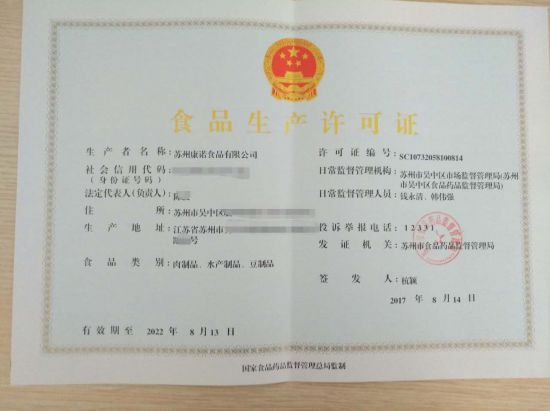 食品生产许可证
生产者名称：苏州康诺食品有限公司
社会信用代码：
（身份证号码）
法定代表人(负责人)：
住所：苏州市吴中区
生产地址：江苏省苏州市
号
食品类别：肉制品、水产制品、豆制品
有效期至 2022 年 8 月 13 日
许可证编号：SC10732058100814
日常监督管理机构：苏州市吴中区市场监督管理局(苏州
市吴中区食品药品监督管理局)
日常监督管理人员：钱永清、韩伟强
投诉举报电话：12331
发证机关：苏州市食品药品监督管理局
签发人：杭颖
2017 年 8 月 14 日
国家食品药品监督管理总局监制